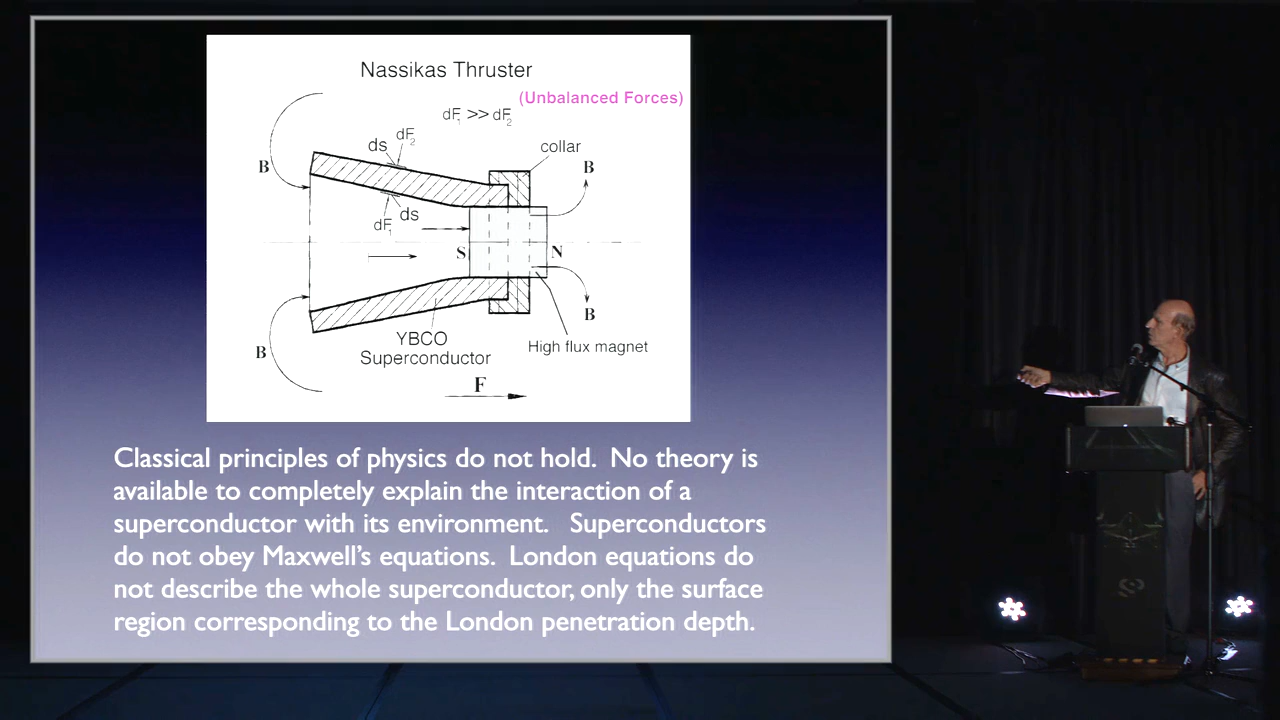 Nassikas Thruster
(Unbalanced Forces)
dF₁ >> dF₂
dF₂
ds
collar
B
B
ds
dF₁
S
N
B
B
YBCO
Superconductor
High flux magnet
F
Classical principles of physics do not hold. No theory is
available to completely explain the interaction of a
superconductor with its environment. Superconductors
do not obey Maxwell's equations. London equations do
not describe the whole superconductor, only the surface
region corresponding to the London penetration depth.